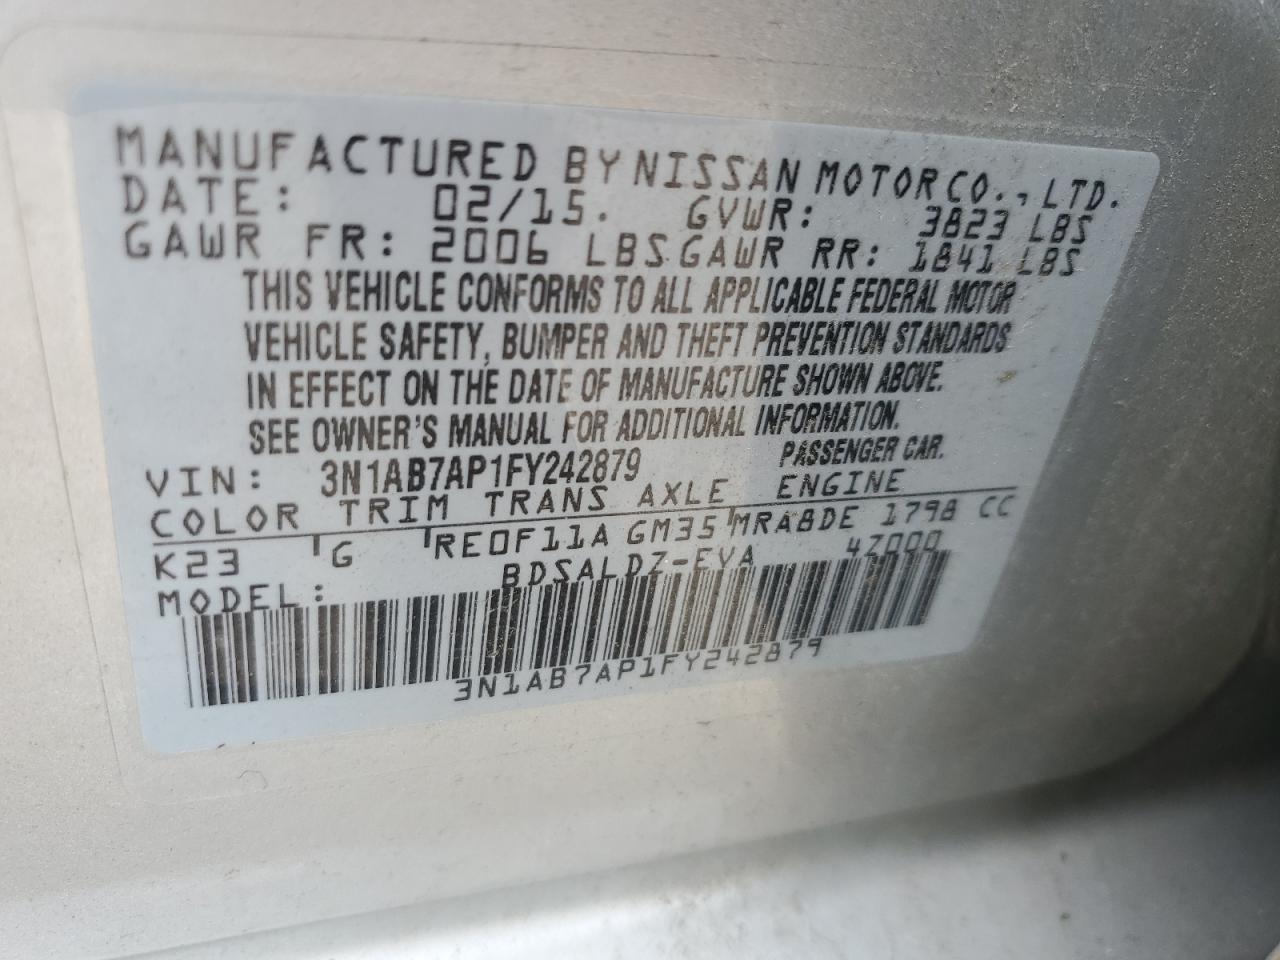 MANUFACTURED BY NISSAN MOTOR CO., LTD.
DATE: 02/15. GVWR: 3823 LBS
GAWR FR: 2006 LBS GAWR RR: 1841 LBS
THIS VEHICLE CONFORMS TO ALL APPLICABLE FEDERAL MOTOR
VEHICLE SAFETY, BUMPER AND THEFT PREVENTION STANDARDS
IN EFFECT ON THE DATE OF MANUFACTURE SHOWN ABOVE.
SEE OWNER'S MANUAL FOR ADDITIONAL INFORMATION.
VIN: 3N1AB7AP1FY242879 PASSENGER CAR.
COLOR TRIM TRANS AXLE ENGINE
K23 G RE0F11A GM35 MRA8DE 1798 CC
MODEL: BDSALDZ-EVA 4Z000
3N1AB7AP1FY242879